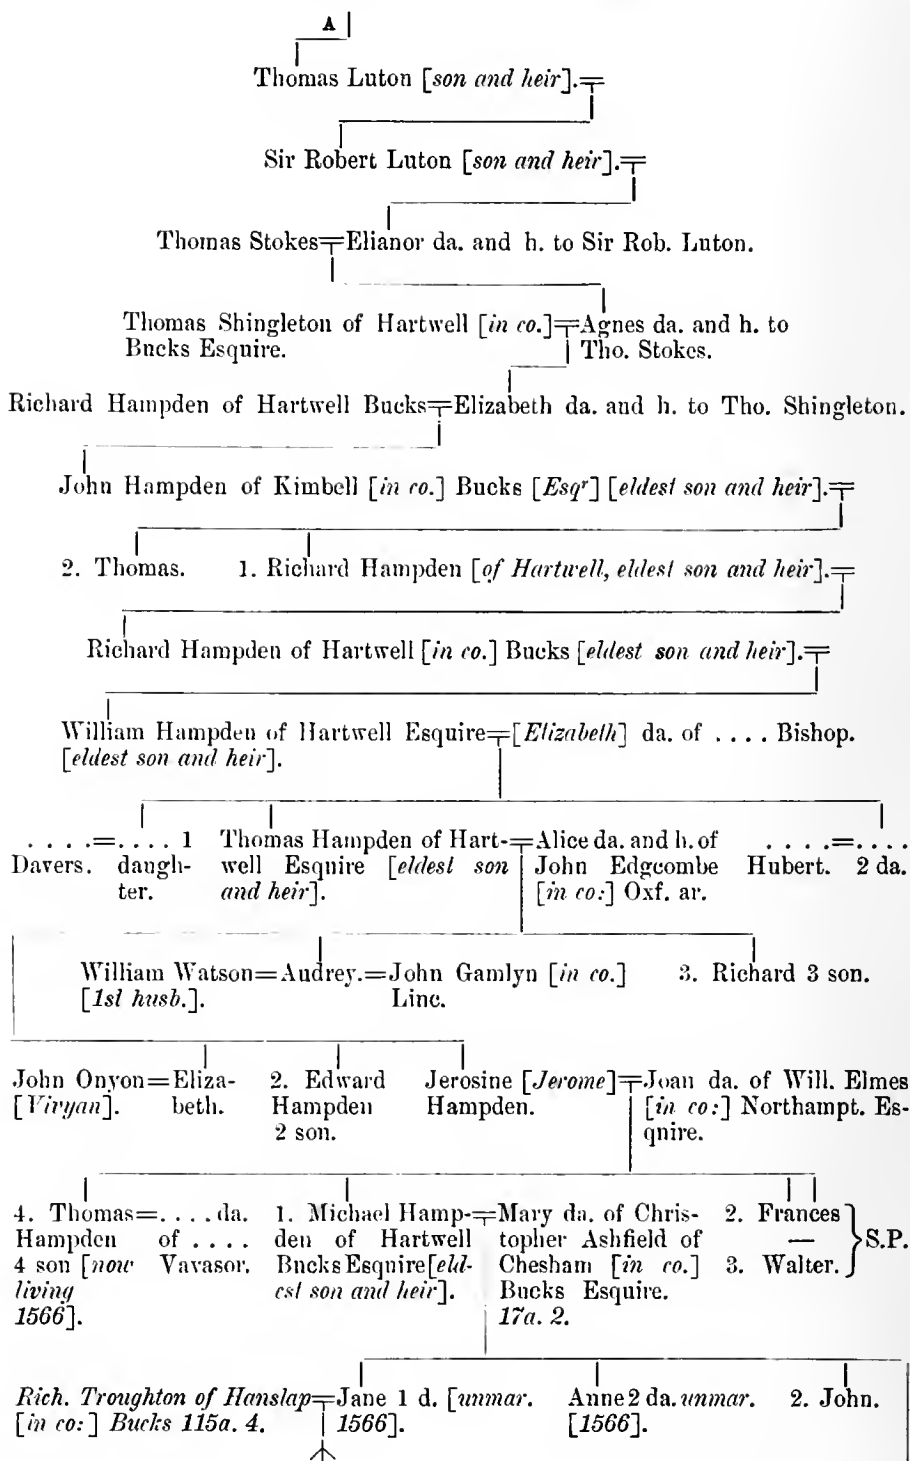 A
Thomas Luton [son and heir].=
Sir Robert Luton [son and heir].=
Thomas Stokes=Elianor da. and h. to Sir Rob. Luton.
Thomas Shingleton of Hartwell [in co.]=Agnes da. and h. to
Bucks Esquire. Tho. Stokes.
Richard Hampden of Hartwell Bucks=Elizabeth da. and h. to Tho. Shingleton.
John Hampden of Kimbell [in co.] Bucks [Esqr] [eldest son and heir].=
2. Thomas. 1. Richard Hampden [of Hartwell, eldest son and heir].=
Richard Hampden of Hartwell [in co.] Bucks [eldest son and heir].=
William Hampden of Hartwell Esquire=[Elizabeth] da. of .... Bishop.
[eldest son and heir].
....=.... 1 Thomas Hampden of Hart-=Alice da. and h. of ....=....
Davers. daugh- well Esquire [eldest son John Edgcombe Hubert. 2 da.
ter. and heir]. [in co:] Oxf. ar.
William Watson=Audrey.=John Gamlyn [in co.] 3. Richard 3 son.
[1st husb.]. Linc.
John Onyon=Eliza- 2. Edward Jerosine [Jerome]=Joan da. of Will. Elmes
[Viryan]. beth. Hampden Hampden. [in co:] Northampt. Es-
2 son. quire.
4. Thomas=....da. 1. Michael Hamp-=Mary da. of Chris- 2. Frances
Hampden of .... den of Hartwell topher Ashfield of — S.P.
4 son [now Vavasor. Bucks Esquire [eld- Chesham [in co.] 3. Walter.
living est son and heir]. Bucks Esquire.
1566]. 17a. 2.
Rich. Troughton of Hanslap=Jane 1 d. [unmar. Anne 2 da. unmar. 2. John.
[in co:] Bucks 115a. 4. 1566]. [1566].